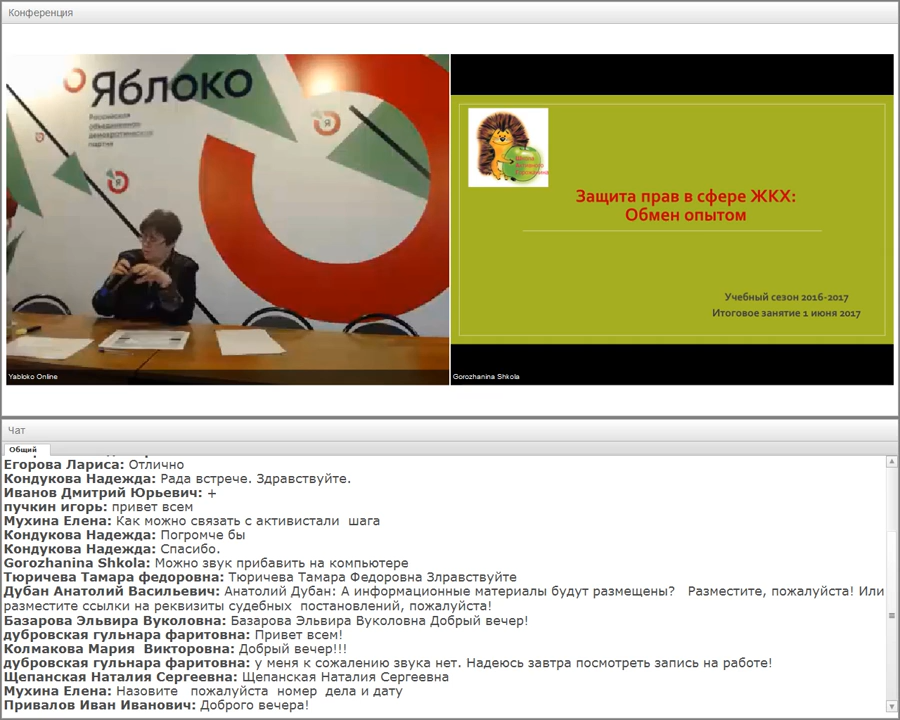 Конференция
Яблоко
Российская
объединенная
демократическая
партия
Я
Защита прав в сфере ЖКХ:
Обмен опытом
Учебный сезон 2016-2017
Итоговое занятие 1 июня 2017
Yabloko Online
Gorozhanina Shkola
Чат
Общий
Егорова Лариса: Отлично
Кондукова Надежда: Рада встрече. Здравствуйте.
Иванов Дмитрий Юрьевич: +
пучкин игорь: привет всем
Мухина Елена: Как можно связать с активистали шага
Кондукова Надежда: Погромче бы
Кондукова Надежда: Спасибо.
Gorozhanina Shkola: Можно звук прибавить на компьютере
Тюричева Тамара федоровна: Тюричева Тамара Федоровна Злравствуйте
Дубан Анатолий Васильевич: Анатолий Дубан: А информационные материалы будут размещены? Разместите, пожалуйста! Или
разместите ссылки на реквизиты судебных постановлений, пожалуйста!
Базарова Эльвира Вуколовна: Базарова Эльвира Вуколовна Добрый вечер!
дубровская гульнара фаритовна: Привет всем!
Колмакова Мария Викторовна: Добрый вечер!!!
дубровская гульнара фаритовна: у меня к сожалению звука нет. Надеюсь завтра посмотреть запись на работе!
Щепанская Наталия Сергеевна: Щепанская Наталия Сергеевна
Мухина Елена: Назовите пожалуйста номер дела и дату
Привалов Иван Иванович: Доброго вечера!